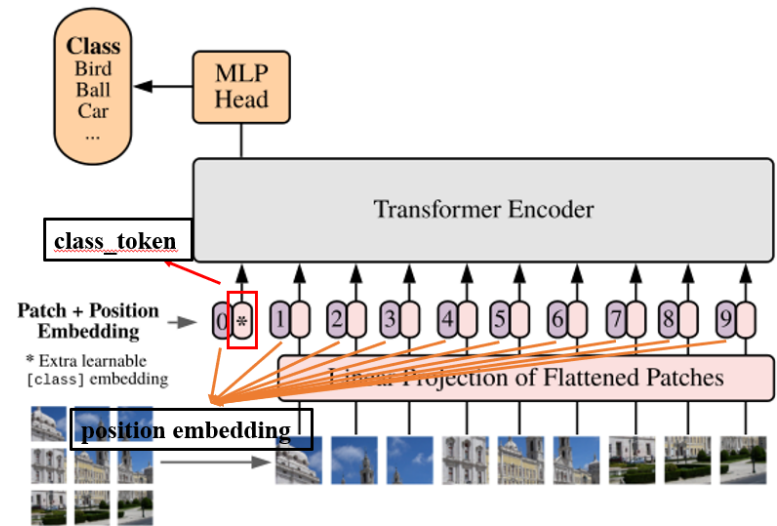 Class
Bird
Ball
Car
...
MLP
Head
Transformer Encoder
class_token
Patch + Position
Embedding
0 * 1 2 3 4 5 6 7 8 9
* Extra learnable
[class] embedding
Linear Projection of Flattened Patches
position embedding